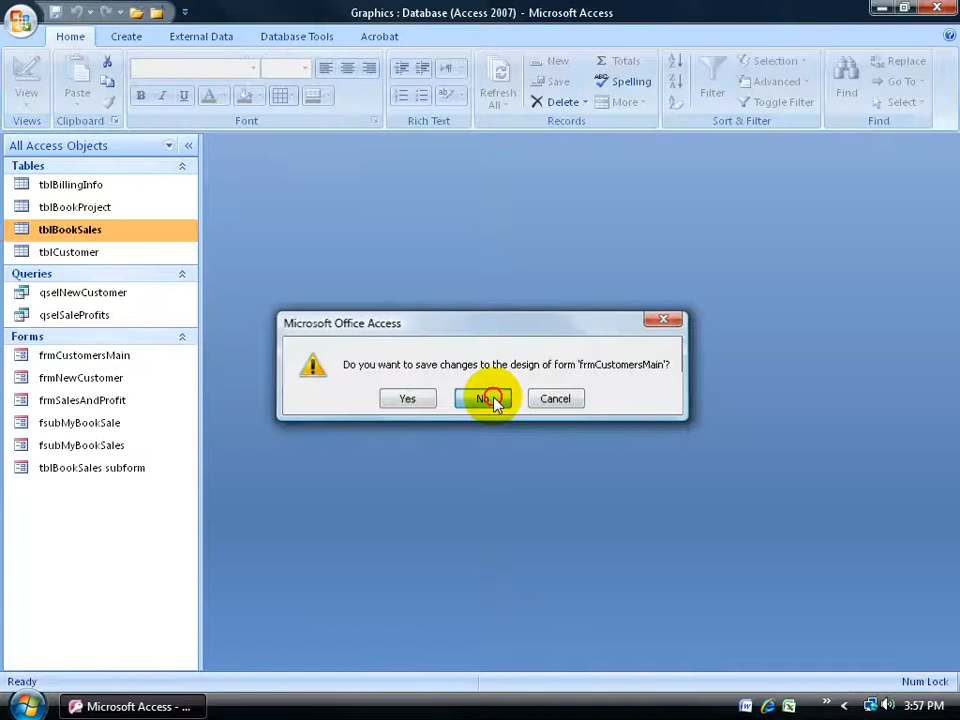 Graphics : Database (Access 2007) - Microsoft Access
Home Create External Data Database Tools Acrobat
View Paste New Save Delete Totals Spelling More Refresh All Filter Selection Advanced Toggle Filter Find Replace Go To Select
Views Clipboard Font Rich Text Records Sort & Filter Find
All Access Objects
Tables
tblBillingInfo
tblBookProject
tblBookSales
tblCustomer
Queries
qselNewCustomer
qselSaleProfits
Forms
frmCustomersMain
frmNewCustomer
frmSalesAndProfit
fsubMyBookSale
fsubMyBookSales
tblBookSales subform
Microsoft Office Access
Do you want to save changes to the design of form 'frmCustomersMain'?
Yes No Cancel
Ready Num Lock
Microsoft Access - ... 3:57 PM